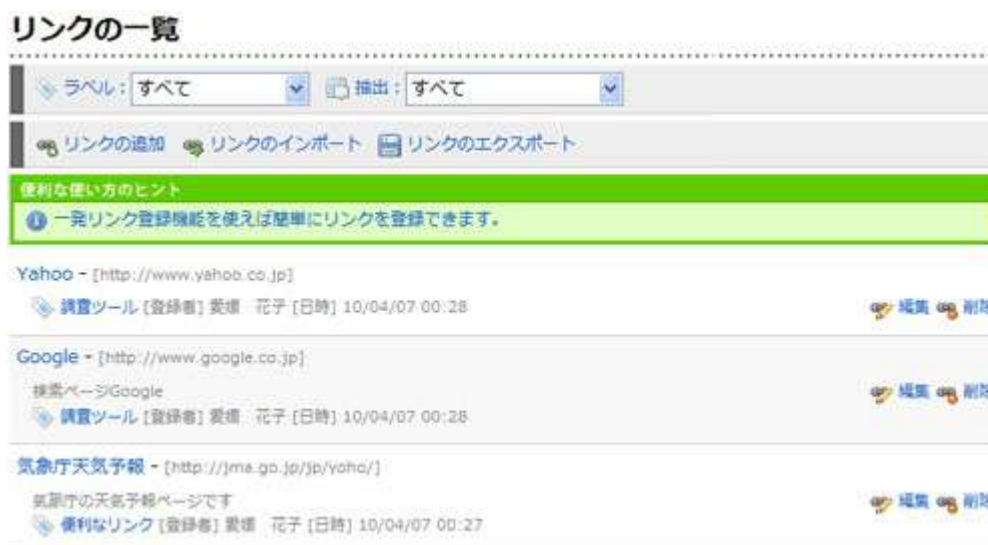 リンクの一覧
ラベル: すべて 抽出: すべて
リンクの追加 リンクのインポート リンクのエクスポート
便利な使い方のヒント
一発リンク登録機能を使えば簡単にリンクを登録できます。
Yahoo - [http://www.yahoo.co.jp]
調査ツール [登録者] 愛媛 花子 [日時] 10/04/07 00:28
編集 削除
Google - [http://www.google.co.jp]
検索ページGoogle
調査ツール [登録者] 愛媛 花子 [日時] 10/04/07 00:28
編集 削除
気象庁天気予報 - [http://jma.go.jp/jp/yoho/]
気象庁の天気予報ページです
便利なリンク [登録者] 愛媛 花子 [日時] 10/04/07 00:27
編集 削除